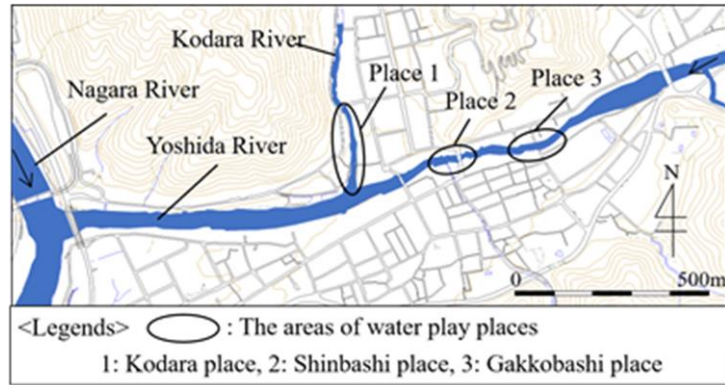 Kodara River
Place 1
Place 3
Nagara River
Place 2
Yoshida River
N
0 500m
<Legends> : The areas of water play places
1: Kodara place, 2: Shinbashi place, 3: Gakkobashi place